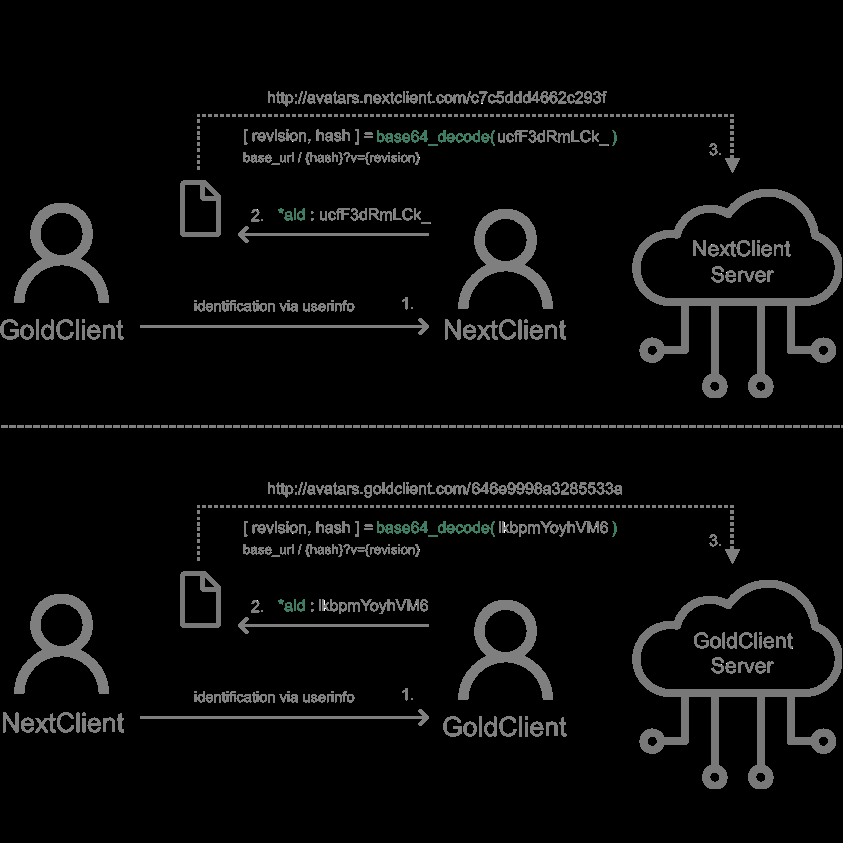 http://avatars.nextclient.com/c7c5ddd4662c293f
[ revision, hash ] = base64_decode( ucfF3dRmLCk_ )
base_url / {hash}?v={revision}
3.
2. *aId : ucfF3dRmLCk_
NextClient
Server
identification via userinfo 1.
GoldClient
NextClient
http://avatars.goldclient.com/646e9998a3285533a
[ revision, hash ] = base64_decode( lkbpmYoyhVM6 )
base_url / {hash}?v={revision}
3.
2. *aId : lkbpmYoyhVM6
GoldClient
Server
identification via userinfo 1.
NextClient
GoldClient